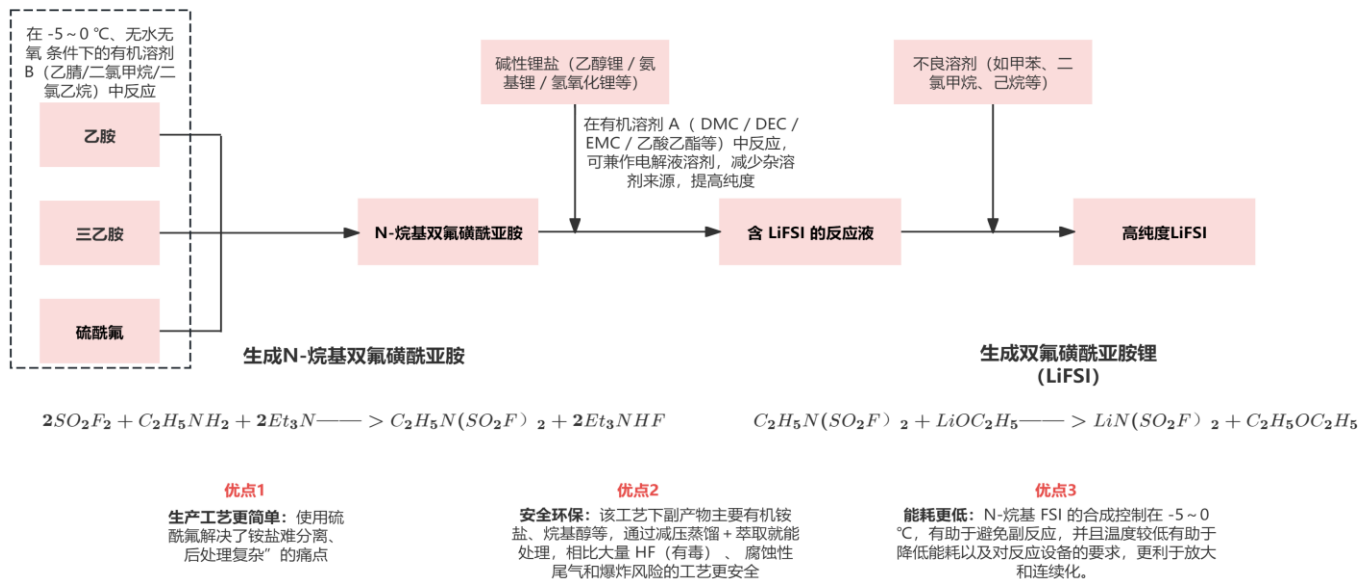 在 -5～0 ℃、无水无
氧 条件下的有机溶剂
B（乙腈/二氯甲烷/二
氯乙烷）中反应
乙胺
三乙胺
硫酰氟
N-烷基双氟磺酰亚胺
碱性锂盐（乙醇锂 / 氨
基锂 / 氢氧化锂等）
在有机溶剂 A（ DMC / DEC /
EMC / 乙酸乙酯等）中反应，
可兼作电解液溶剂，减少杂溶
剂来源，提高纯度
含 LiFSI 的反应液
不良溶剂（如甲苯、二
氯甲烷、己烷等）
高纯度LiFSI
生成N-烷基双氟磺酰亚胺
生成双氟磺酰亚胺锂
（LiFSI）
2SO₂F₂ + C₂H₅NH₂ + 2Et₃N——> C₂H₅N(SO₂F）₂ + 2Et₃NHF
C₂H₅N(SO₂F）₂ + LiOC₂H₅——> LiN(SO₂F）₂ + C₂H₅OC₂H₅
优点1
生产工艺更简单：使用硫
酰氟解决了铵盐难分离、
后处理复杂”的痛点
优点2
安全环保：该工艺下副产物主要有机铵
盐、烷基醇等，通过减压蒸馏 + 萃取就能
处理，相比大量 HF（有毒）、 腐蚀性
尾气和爆炸风险的工艺更安全
优点3
能耗更低：N-烷基 FSI 的合成控制在 -5～0
℃，有助于避免副反应，并且温度较低有助于
降低能耗以及对反应设备的要求，更利于放大
和连续化。